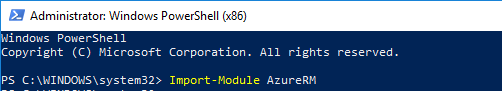 Administrator: Windows PowerShell (x86)
Windows PowerShell
Copyright (C) Microsoft Corporation. All rights reserved.
PS C:\WINDOWS\system32> Import-Module AzureRM